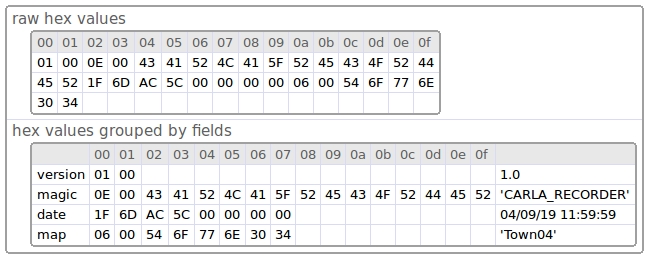 raw hex values
00 01 02 03 04 05 06 07 08 09 0a 0b 0c 0d 0e 0f
01 00 0E 00 43 41 52 4C 41 5F 52 45 43 4F 52 44
45 52 1F 6D AC 5C 00 00 00 00 06 00 54 6F 77 6E
30 34
hex values grouped by fields
00 01 02 03 04 05 06 07 08 09 0a 0b 0c 0d 0e 0f
version 01 00 1.0
magic 0E 00 43 41 52 4C 41 5F 52 45 43 4F 52 44 45 52 'CARLA_RECORDER'
date 1F 6D AC 5C 00 00 00 00 04/09/19 11:59:59
map 06 00 54 6F 77 6E 30 34 'Town04'